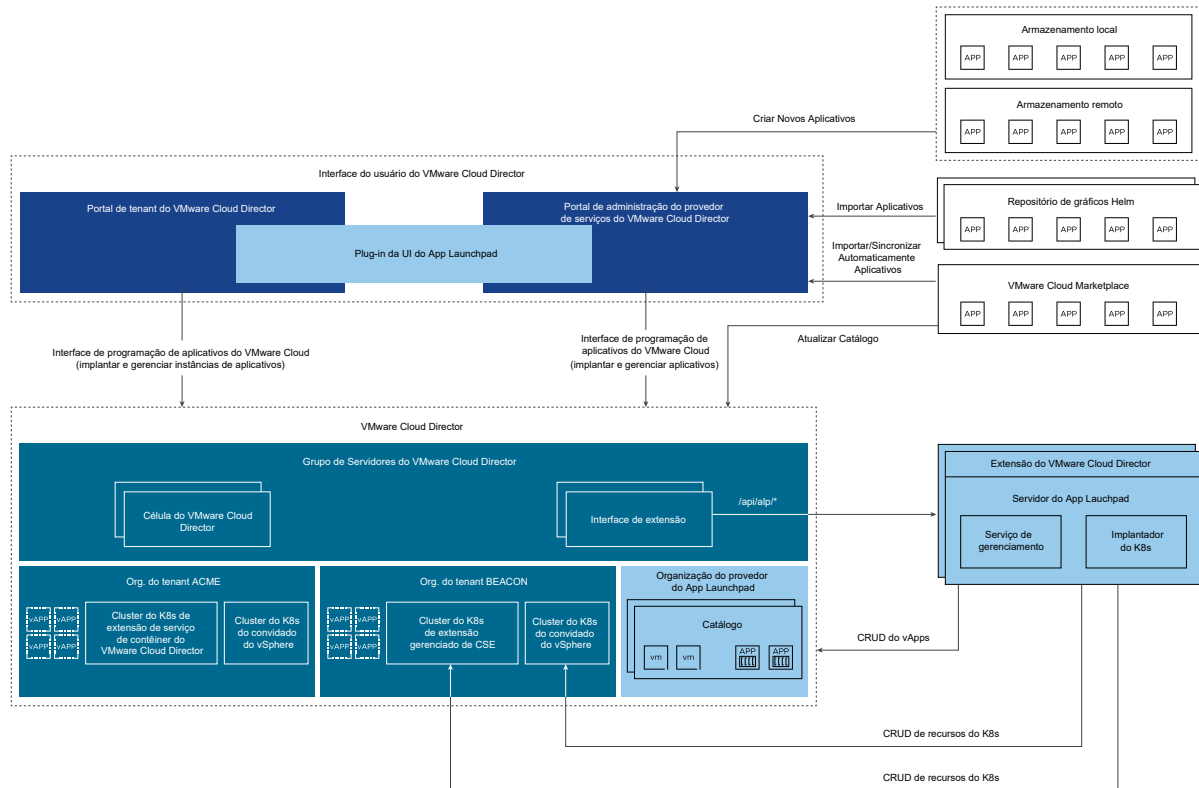 Armazenamento local
APP APP APP APP APP
Armazenamento remoto
APP APP APP APP APP
Criar Novos Aplicativos
Interface do usuário do VMware Cloud Director
Portal de tenant do VMware Cloud Director
Portal de administração do provedor
de serviços do VMware Cloud Director
Plug-in da UI do App Launchpad
Importar Aplicativos
Repositório de gráficos Helm
APP APP APP APP APP
Importar/Sincronizar
Automaticamente
Aplicativos
VMware Cloud Marketplace
APP APP APP APP APP
Atualizar Catálogo
Interface de programação de aplicativos do VMware Cloud
(implantar e gerenciar instâncias de aplicativos)
Interface de programação de
aplicativos do VMware Cloud
(implantar e gerenciar aplicativos)
VMware Cloud Director
Grupo de Servidores do VMware Cloud Director
Célula do VMware Cloud
Director
Interface de extensão
/api/alp/*
Extensão do VMware Cloud Director
Servidor do App Lauchpad
Serviço de
gerenciamento
Implantador
do K8s
Org. do tenant ACME
vAPP vAPP
vAPP vAPP
Cluster do K8s de
extensão de serviço
de contêiner do
VMware Cloud Director
Cluster do K8s
do convidado
do vSphere
Org. do tenant BEACON
vAPP vAPP
vAPP vAPP
Cluster do K8s
de extensão
gerenciado de CSE
Cluster do K8s
do convidado
do vSphere
Organização do provedor
do App Launchpad
Catálogo
vm vm APP APP
CRUD do vApps
CRUD de recursos do K8s
CRUD de recursos do K8s